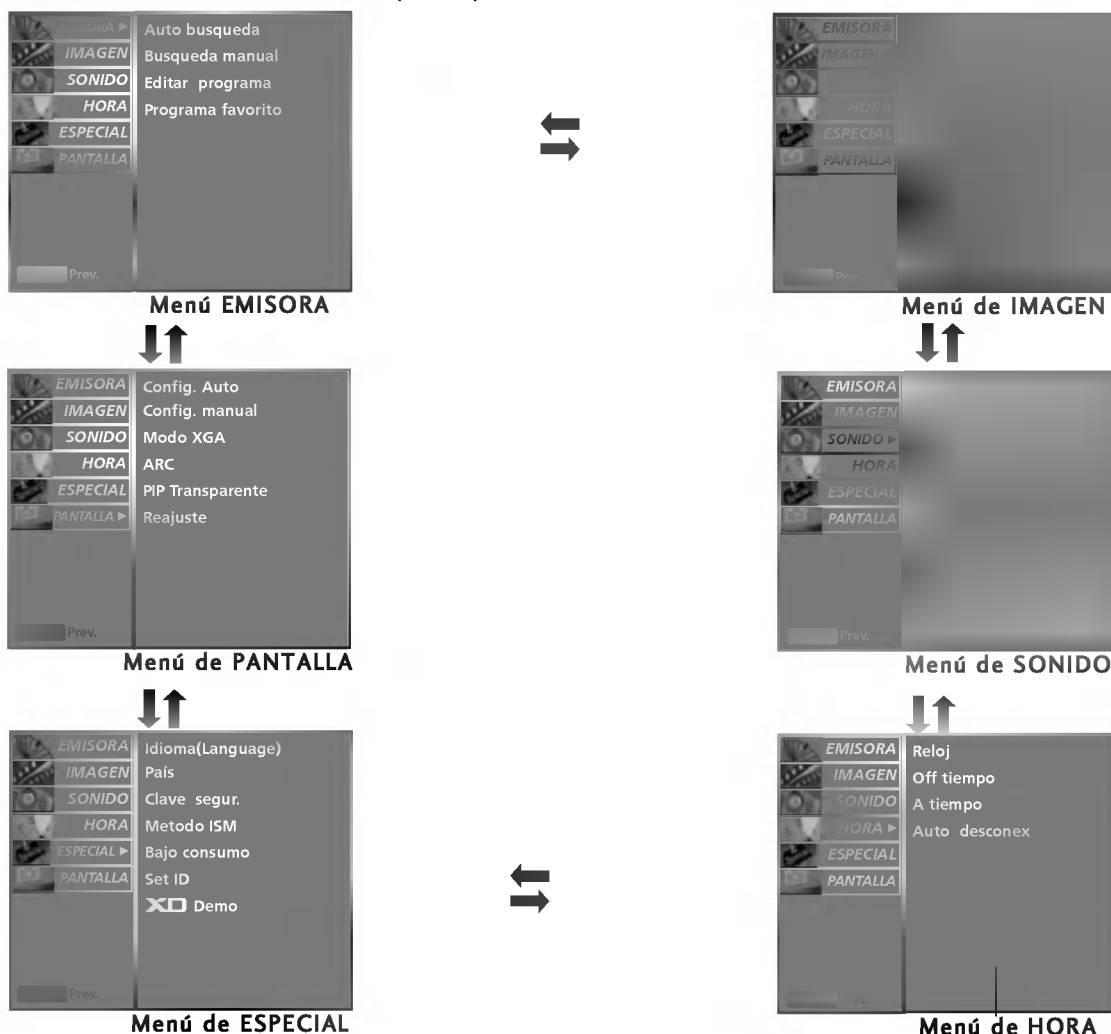 EMISORA ▶
IMAGEN
SONIDO
HORA
ESPECIAL
PANTALLA
Auto busqueda
Busqueda manual
Editar programa
Programa favorito
Prev.
Menú EMISORA
EMISORA
IMAGEN ▶
HORA
ESPECIAL
PANTALLA
Prev.
Menú de IMAGEN
EMISORA
IMAGEN
SONIDO
HORA
ESPECIAL
PANTALLA ▶
Config. Auto
Config. manual
Modo XGA
ARC
PIP Transparente
Reajuste
Prev.
Menú de PANTALLA
EMISORA
IMAGEN
SONIDO ▶
HORA
ESPECIAL
PANTALLA
Prev.
Menú de SONIDO
EMISORA
IMAGEN
SONIDO
HORA
ESPECIAL ▶
PANTALLA
Idioma(Language)
País
Clave segur.
Metodo ISM
Bajo consumo
Set ID
XD Demo
Prev.
Menú de ESPECIAL
EMISORA
IMAGEN
SONIDO
HORA ▶
ESPECIAL
PANTALLA
Reloj
Off tiempo
A tiempo
Auto desconex
Prev.
Menú de HORA